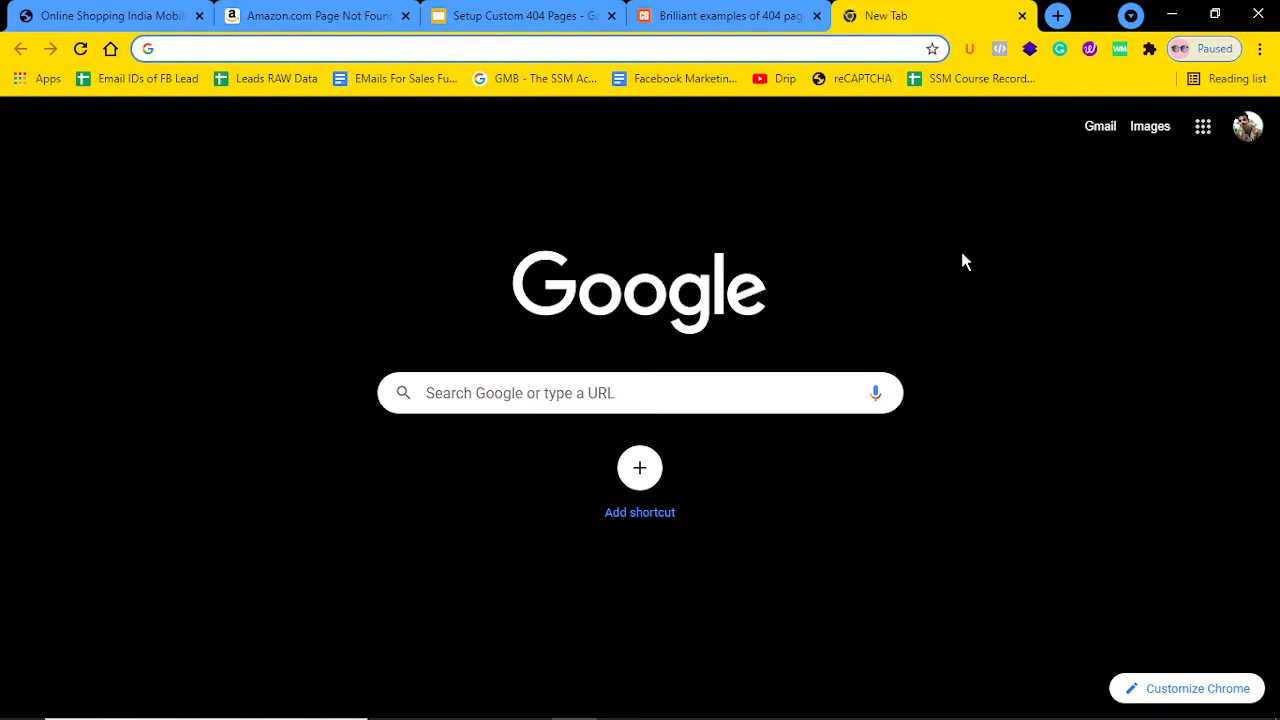 Online Shopping India Mobil
Amazon.com Page Not Foun
Setup Custom 404 Pages - Go
Brilliant examples of 404 pag
New Tab
Paused
Apps
Email IDs of FB Lead
Leads RAW Data
EMails For Sales Fu...
GMB - The SSM Ac...
Facebook Marketin...
Drip
reCAPTCHA
SSM Course Record...
Reading list
Gmail
Images
Google
Search Google or type a URL
Add shortcut
Customize Chrome